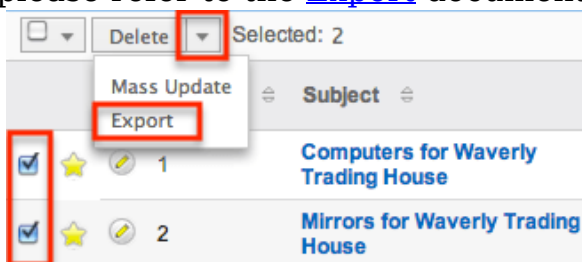 please refer to the Export document
Delete Selected: 2
Mass Update
Export
Subject
1 Computers for Waverly
Trading House
2 Mirrors for Waverly Trading
House